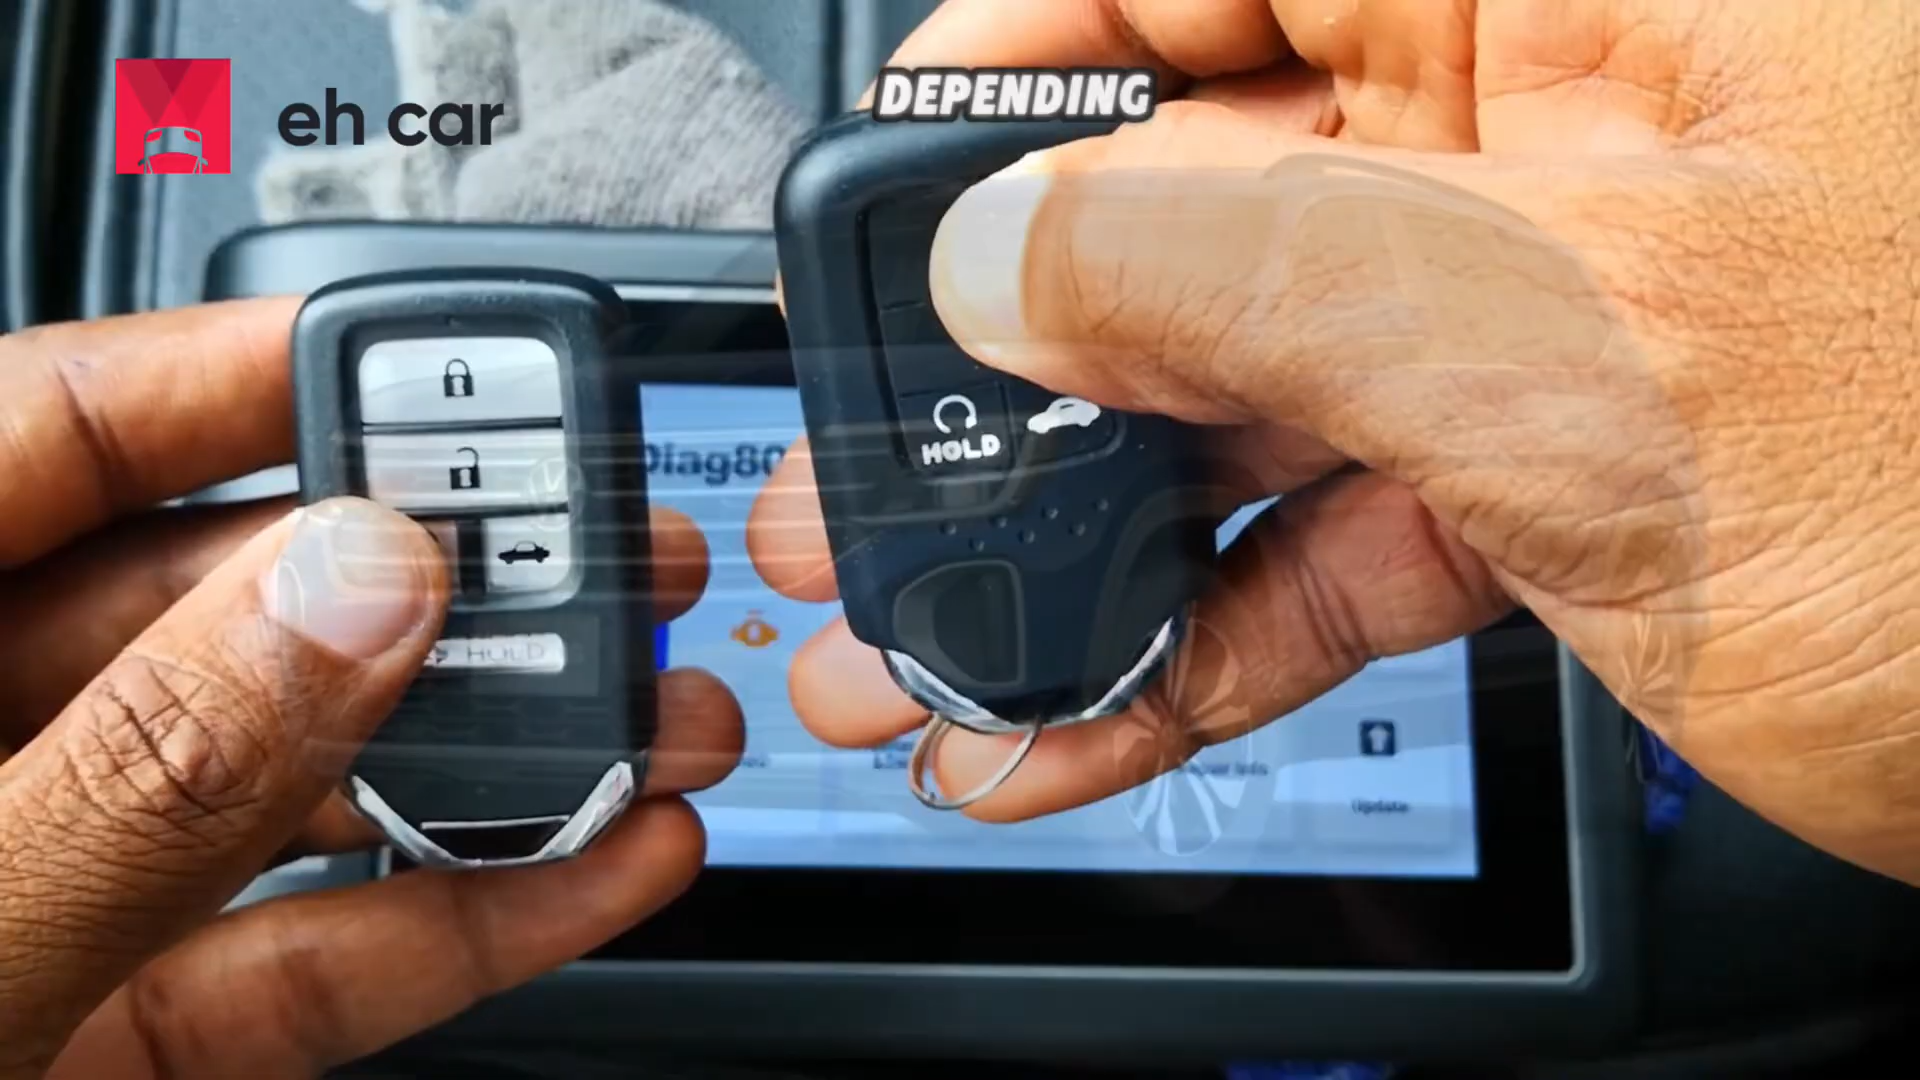 eh car
DEPENDING
HOLD
Diag80
HOLD
Update